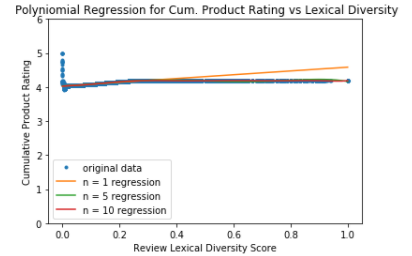 Polyniomial Regression for Cum. Product Rating vs Lexical Diversity
Cumulative Product Rating
6
5
4
3
2
1
0
original data
n = 1 regression
n = 5 regression
n = 10 regression
0.0 0.2 0.4 0.6 0.8 1.0
Review Lexical Diversity Score